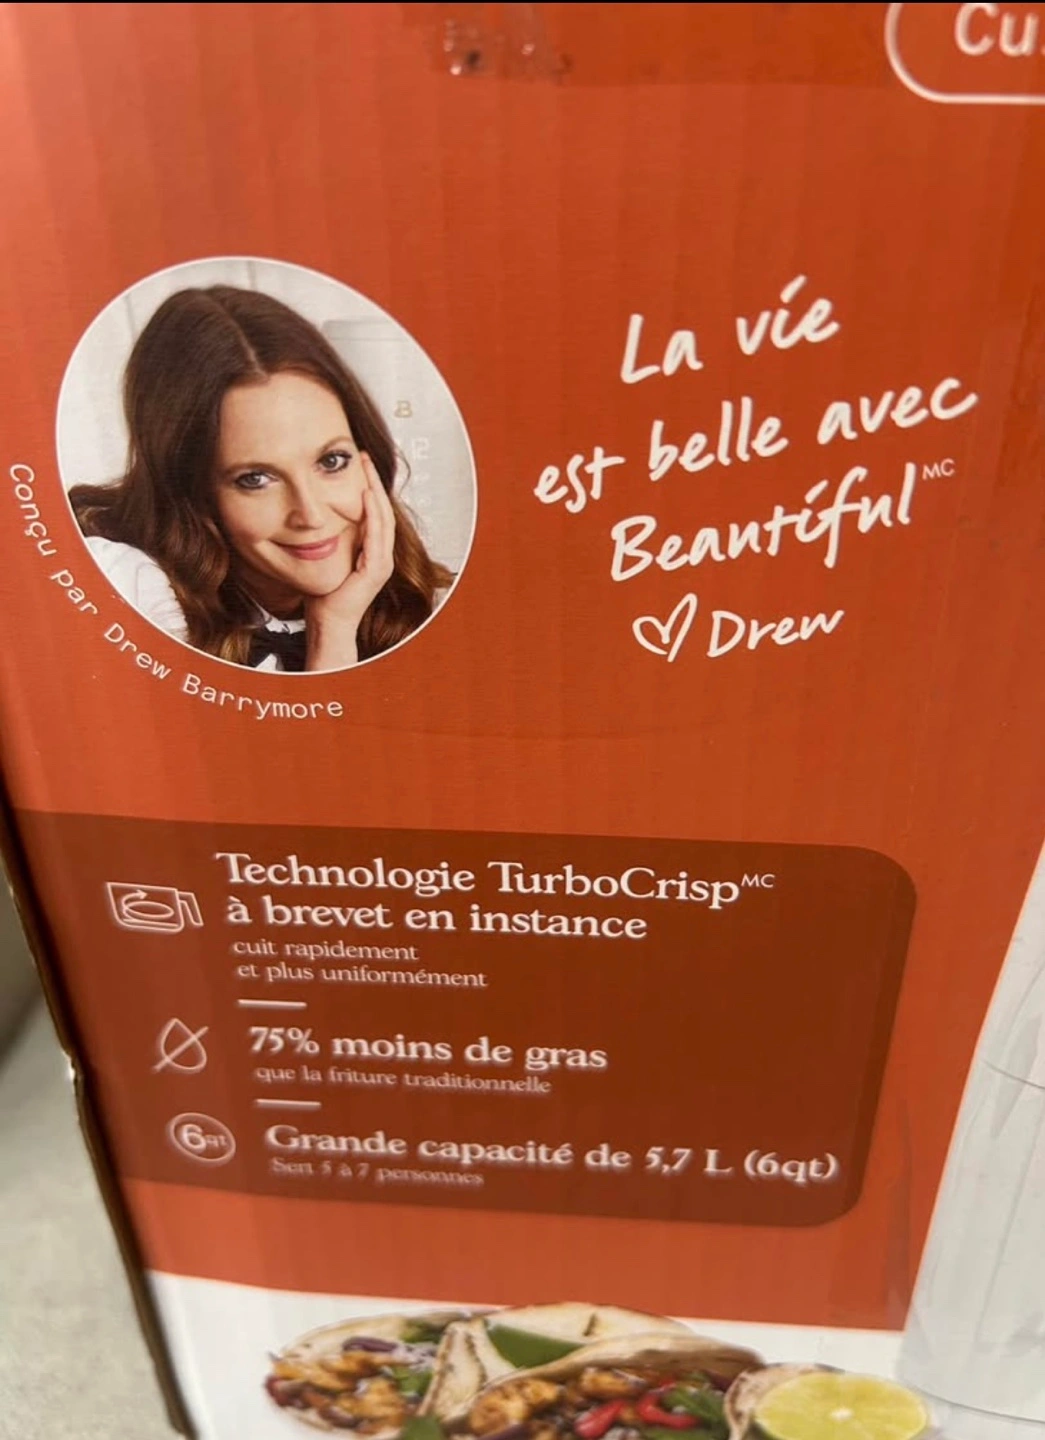 Cu
La vie
est belle avec
Beautiful MC
Drew
B
Conçu par Drew Barrymore
Technologie TurboCrisp MC
à brevet en instance
cuit rapidement
et plus uniformément
75% moins de gras
que la friture traditionnelle
6qt
Grande capacité de 5,7 L (6qt)
Sert 5 à 7 personnes